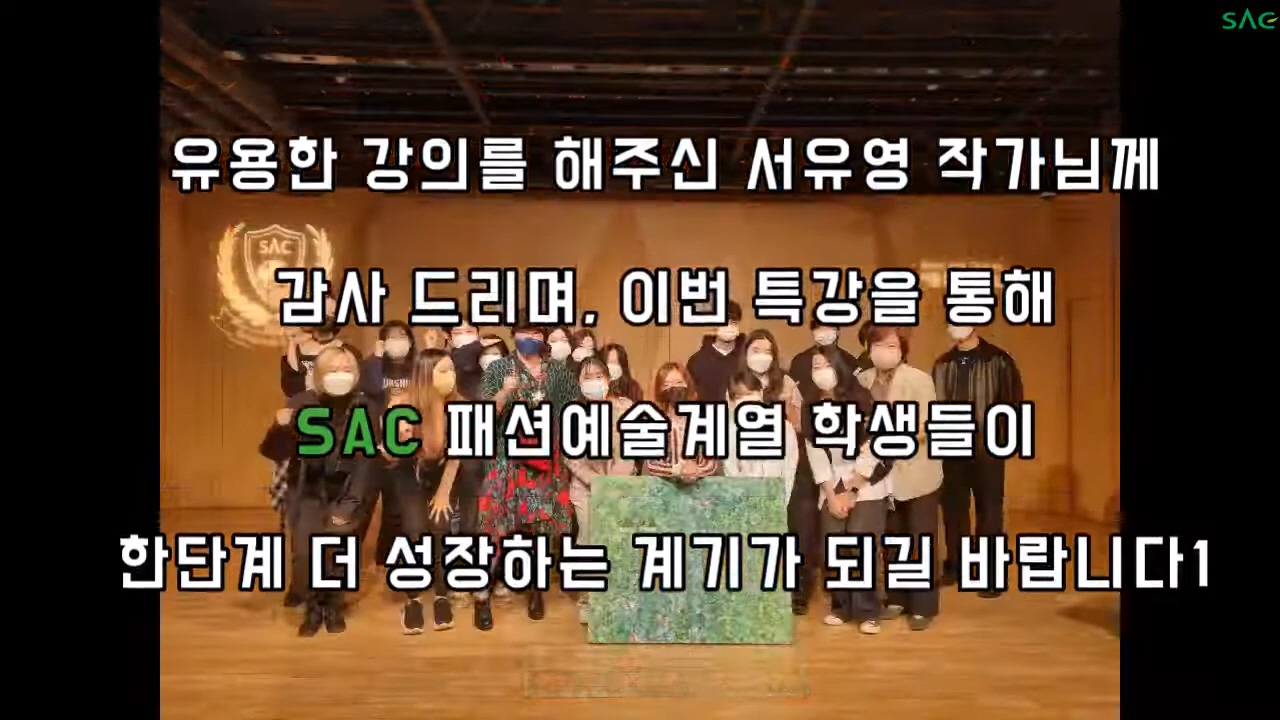 SAC
유용한 강의를 해주신 서유영 작가님께
SAC
감사 드리며, 이번 특강을 통해
SAC 패션예술계열 학생들이
한단계 더 성장하는 계기가 되길 바랍니다1